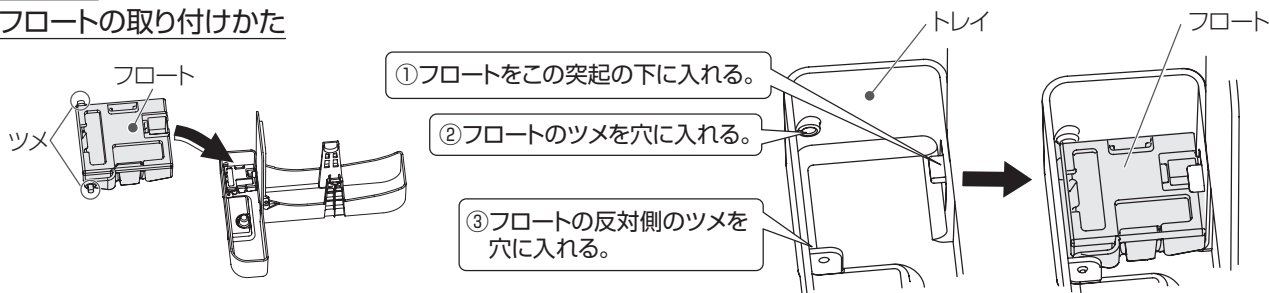 フロートの取り付けかた
フロート
ツメ
①フロートをこの突起の下に入れる。
②フロートのツメを穴に入れる。
③フロートの反対側のツメを
穴に入れる。
トレイ
フロート